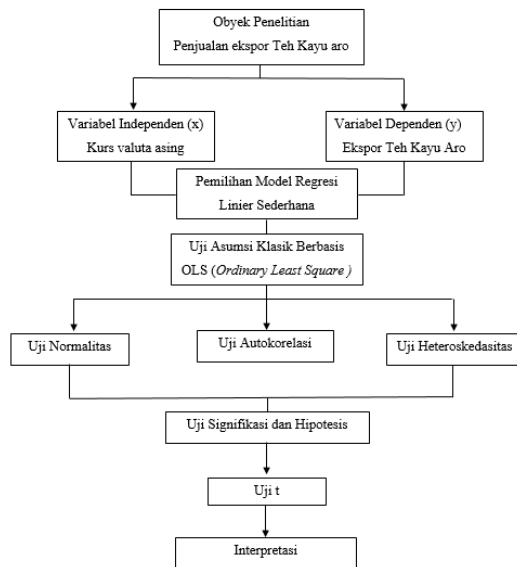 Obyek Penelitian
Penjualan ekspor Teh Kayu aro
Variabel Independen (x)
Kurs valuta asing
Variabel Dependen (y)
Ekspor Teh Kayu Aro
Pemilihan Model Regresi
Linier Sederhana
Uji Asumsi Klasik Berbasis
OLS (Ordinary Least Square )
Uji Normalitas
Uji Autokorelasi
Uji Heteroskedasitas
Uji Signifikasi dan Hipotesis
Uji t
Interpretasi